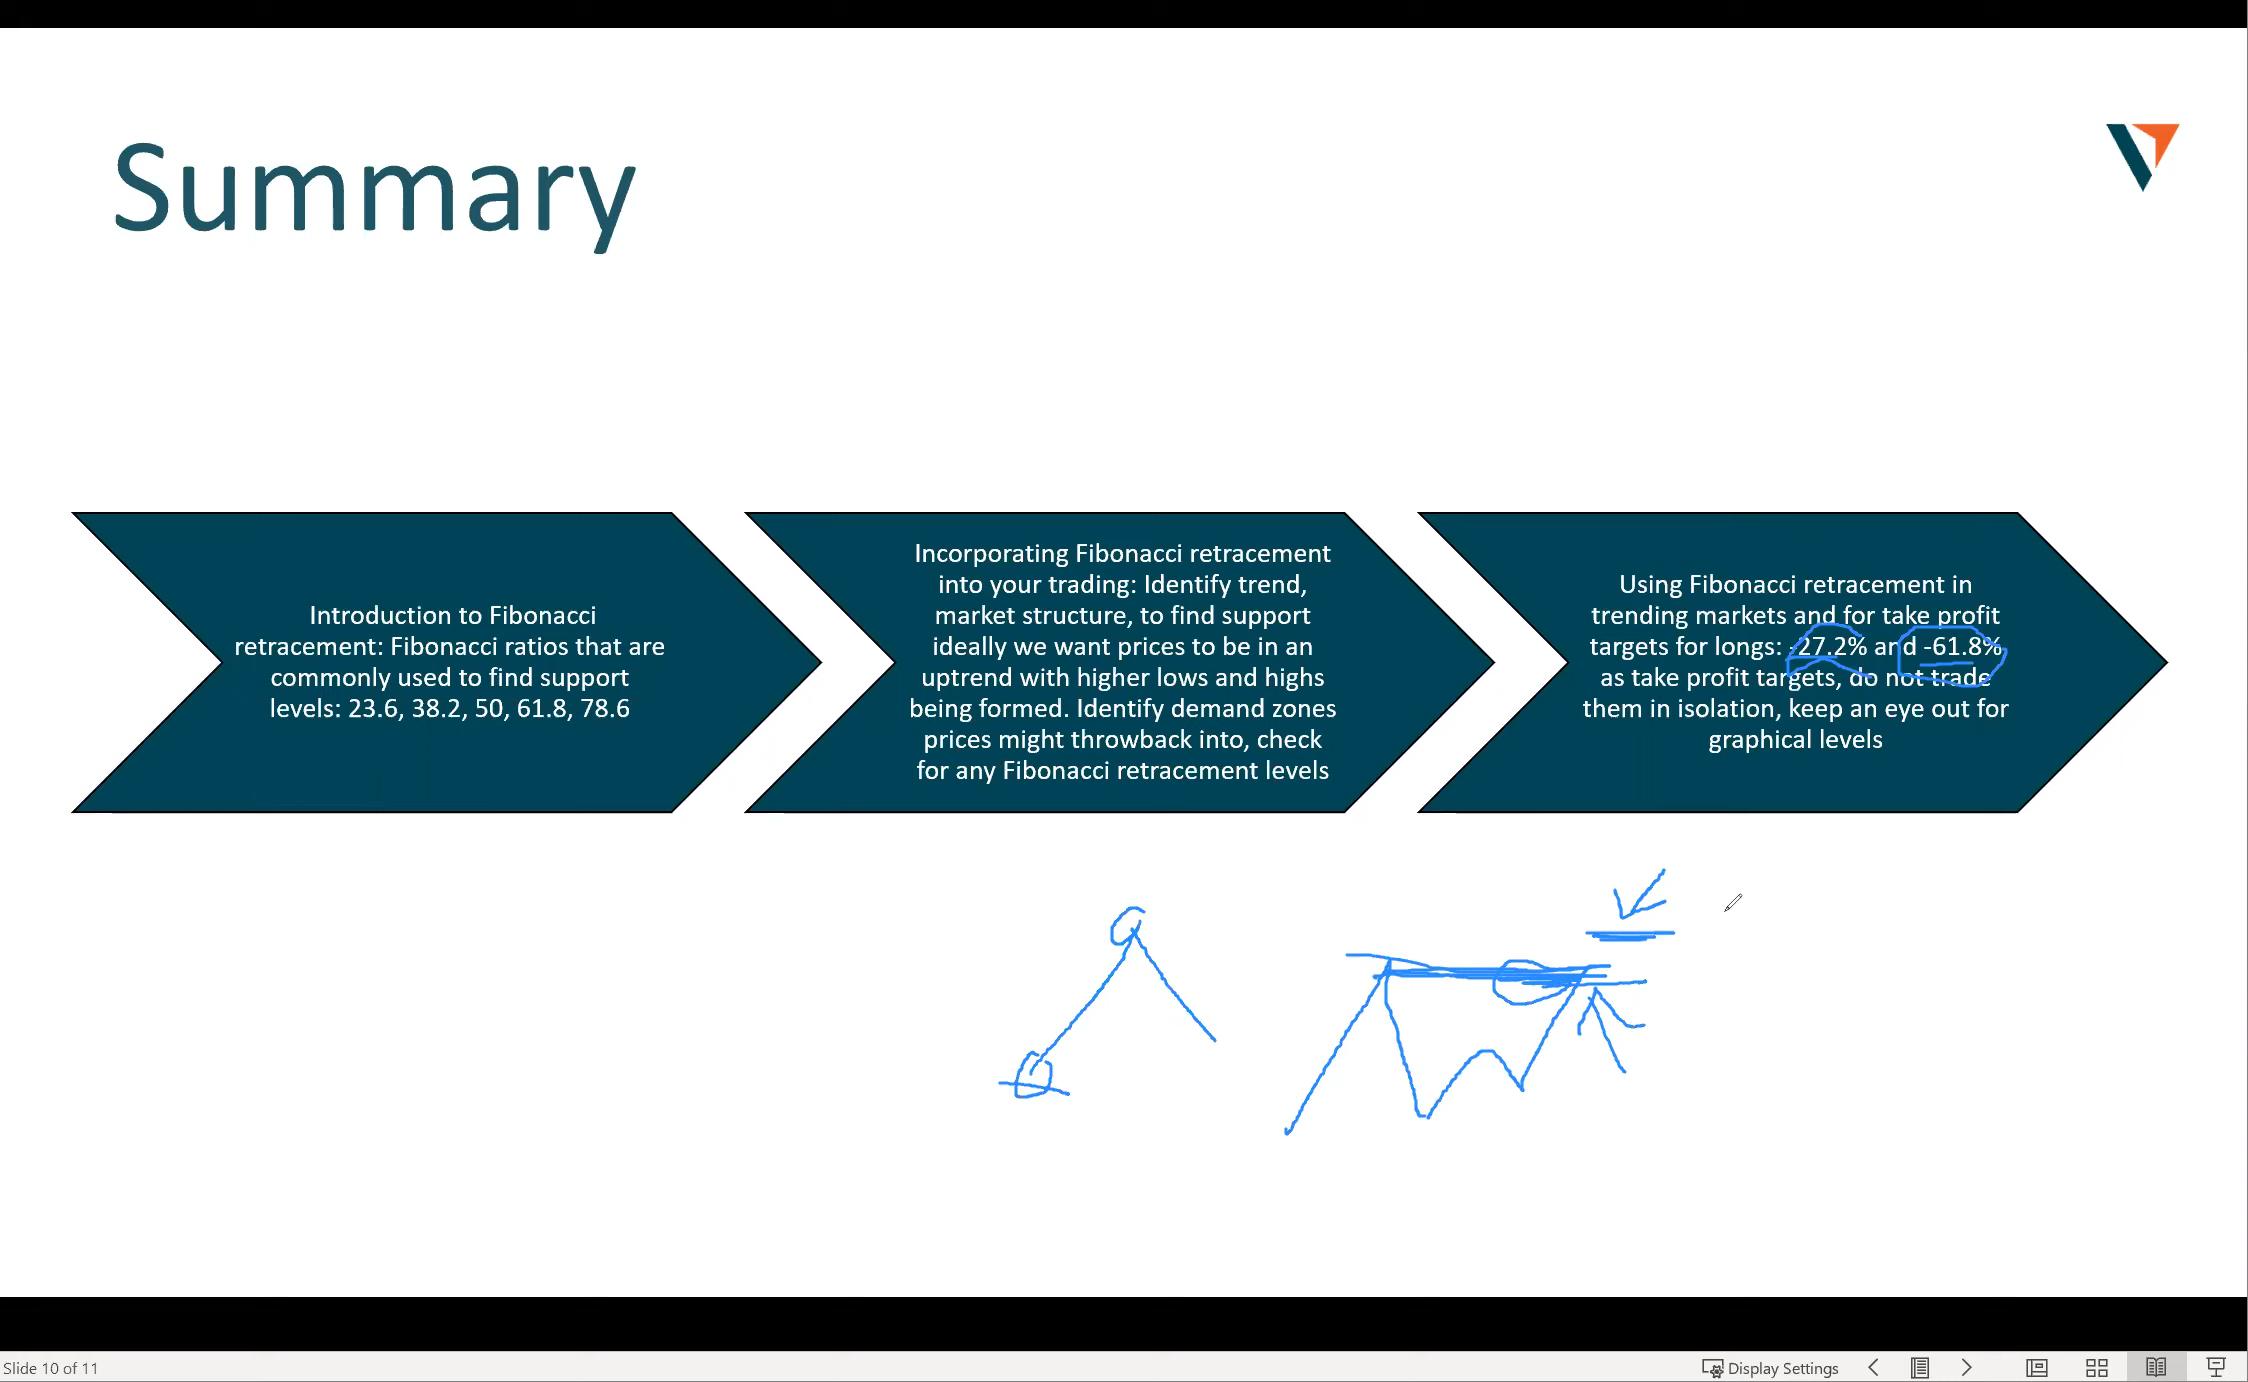 Summary
Introduction to Fibonacci
retracement: Fibonacci ratios that are
commonly used to find support
levels: 23.6, 38.2, 50, 61.8, 78.6
Incorporating Fibonacci retracement
into your trading: Identify trend,
market structure, to find support
ideally we want prices to be in an
uptrend with higher lows and highs
being formed. Identify demand zones
prices might throwback into, check
for any Fibonacci retracement levels
Using Fibonacci retracement in
trending markets and for take profit
targets for longs: -27.2% and -61.8%
as take profit targets, do not trade
them in isolation, keep an eye out for
graphical levels
Slide 10 of 11
Display Settings